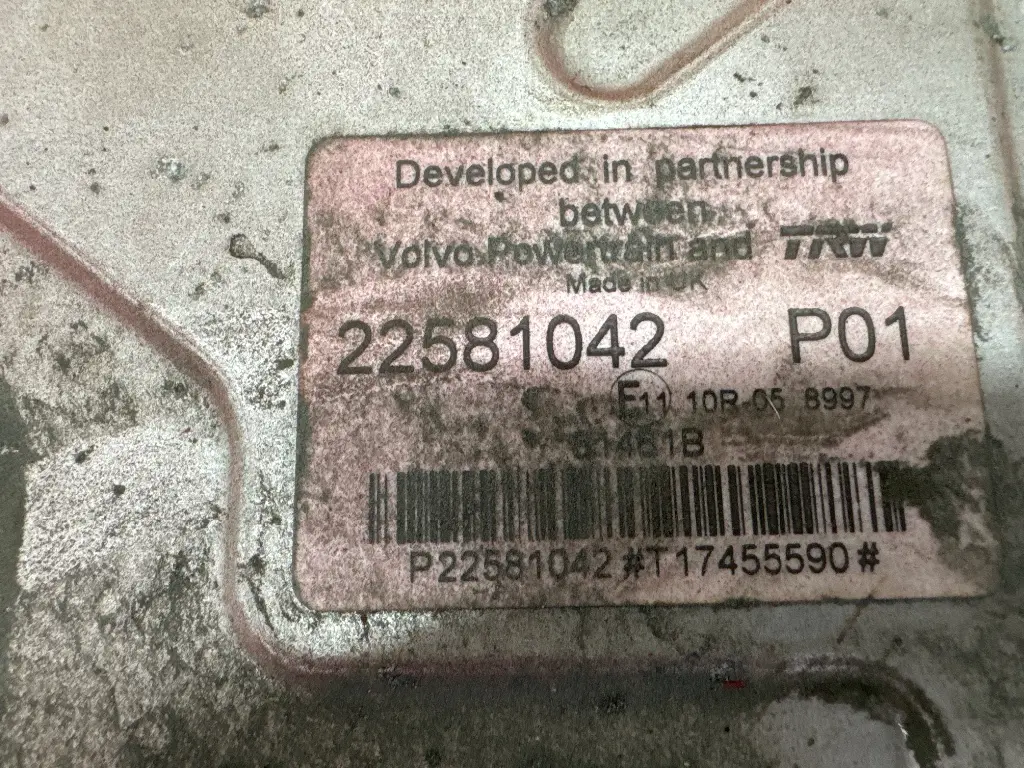 Developed in partnership
between
Volvo Powertrain and TRW
Made in UK
22581042 P01
E11 10R-05 8997
61481B
P22581042#T17455590#